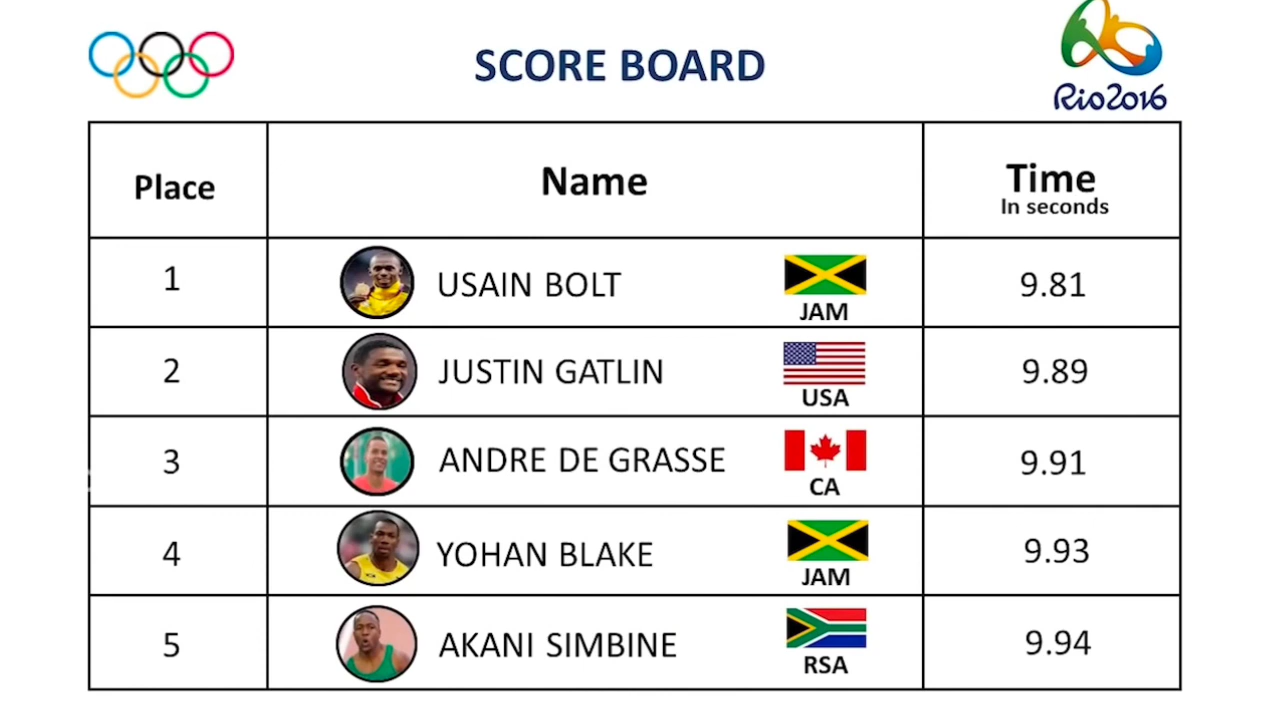 SCORE BOARD
Rio2016
Place Name Time
In seconds
1 USAIN BOLT JAM 9.81
2 JUSTIN GATLIN USA 9.89
3 ANDRE DE GRASSE CA 9.91
4 YOHAN BLAKE JAM 9.93
5 AKANI SIMBINE RSA 9.94